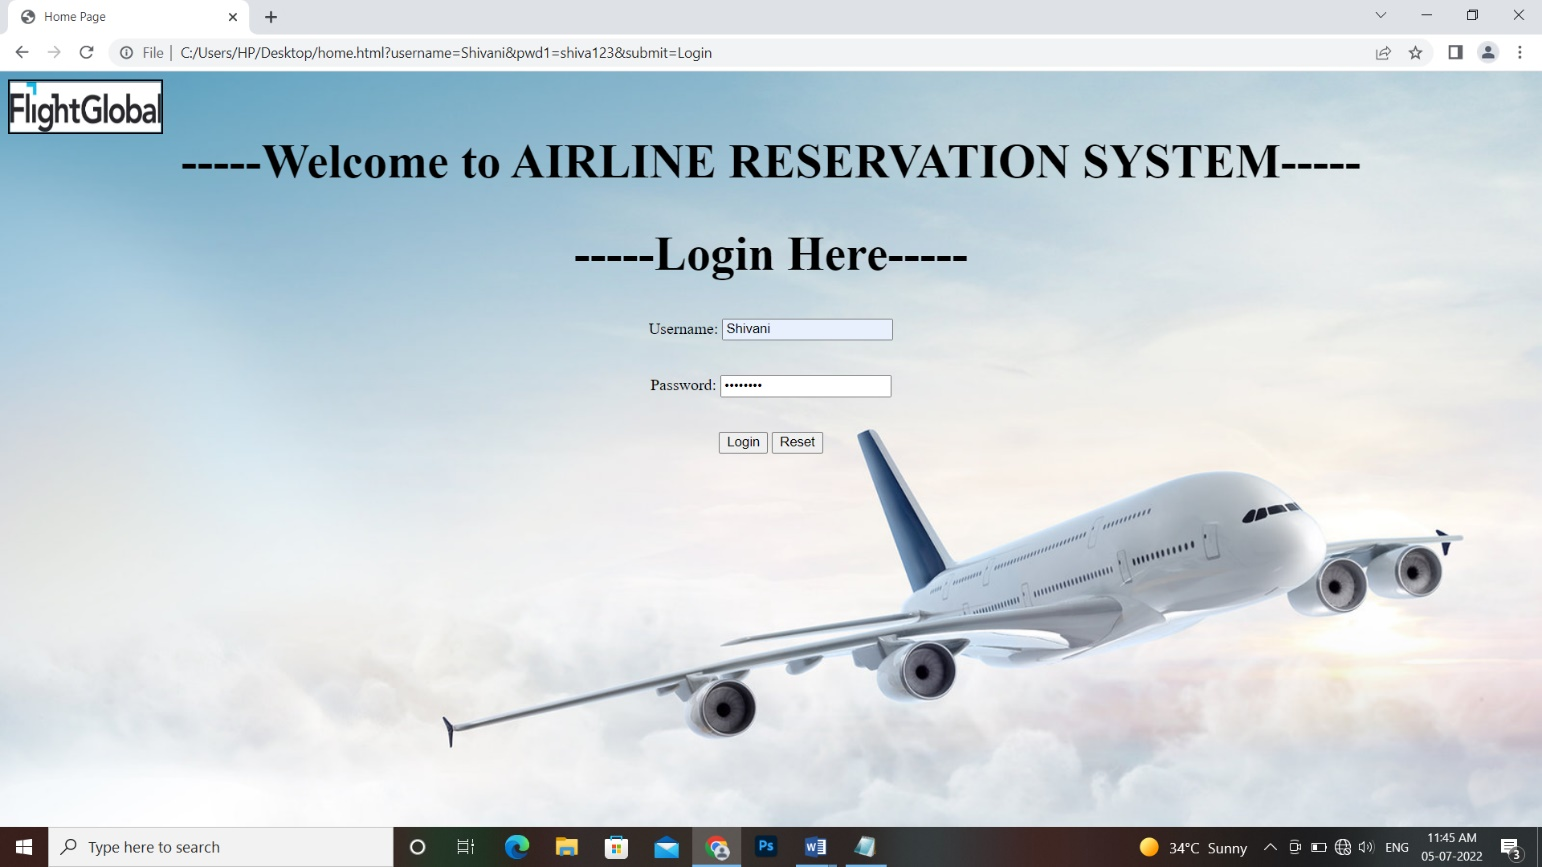 Home Page
File | C:/Users/HP/Desktop/home.html?username=Shivani&pwd1=shiva123&submit=Login
FlightGlobal
-----Welcome to AIRLINE RESERVATION SYSTEM-----
-----Login Here-----
Username: Shivani
Password: ••••••••
Login Reset
Type here to search
Ps
W
34°C Sunny
ENG
11:45 AM
05-07-2022
3